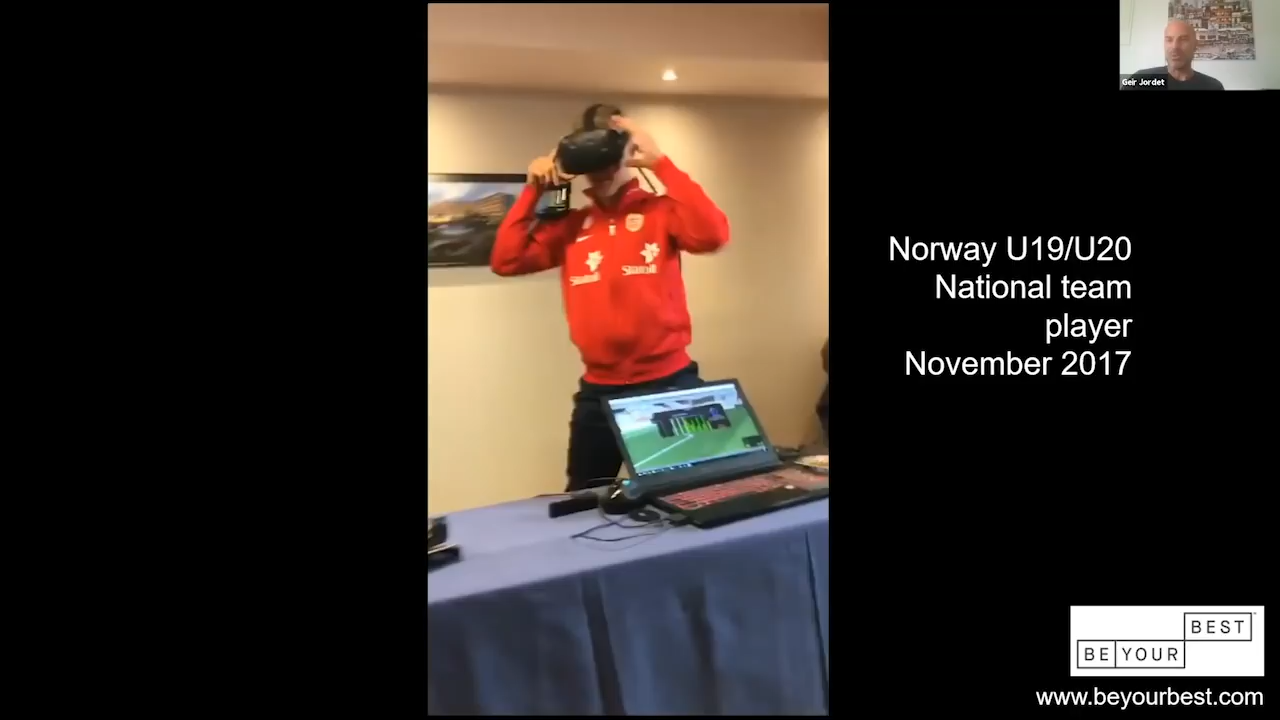 Geir Jordet
Norway U19/U20
National team
player
November 2017
Statoil
Statoil
BEST
BE YOUR
www.beyourbest.com